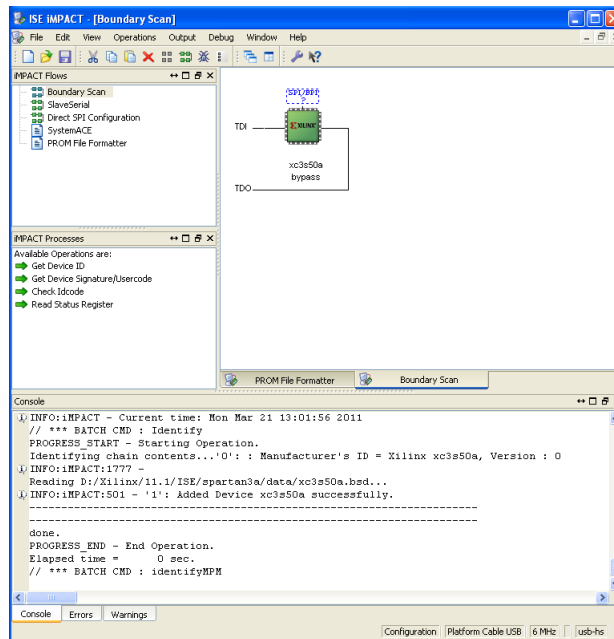 ISE iMPACT - [Boundary Scan]
File Edit View Operations Output Debug Window Help
iMPACT Flows
Boundary Scan
SlaveSerial
Direct SPI Configuration
SystemACE
PROM File Formatter
SPI/BPI
?
TDI
XILINX
xc3s50a
bypass
TDO
iMPACT Processes
Available Operations are:
Get Device ID
Get Device Signature/Usercode
Check Idcode
Read Status Register
PROM File Formatter
Boundary Scan
Console
INFO:iMPACT - Current time: Mon Mar 21 13:01:56 2011
// *** BATCH CMD : Identify
PROGRESS_START - Starting Operation.
Identifying chain contents...'0': : Manufacturer's ID = Xilinx xc3s50a, Version : 0
INFO:iMPACT:1777 -
Reading D:/Xilinx/11.1/ISE/spartan3a/data/xc3s50a.bsd...
INFO:iMPACT:501 - '1': Added Device xc3s50a successfully.
----------------------------------------------------------------------
----------------------------------------------------------------------
done.
PROGRESS_END - End Operation.
Elapsed time = 0 sec.
// *** BATCH CMD : identifyMPM
Console Errors Warnings
Configuration Platform Cable USB 6 MHz usb-hs